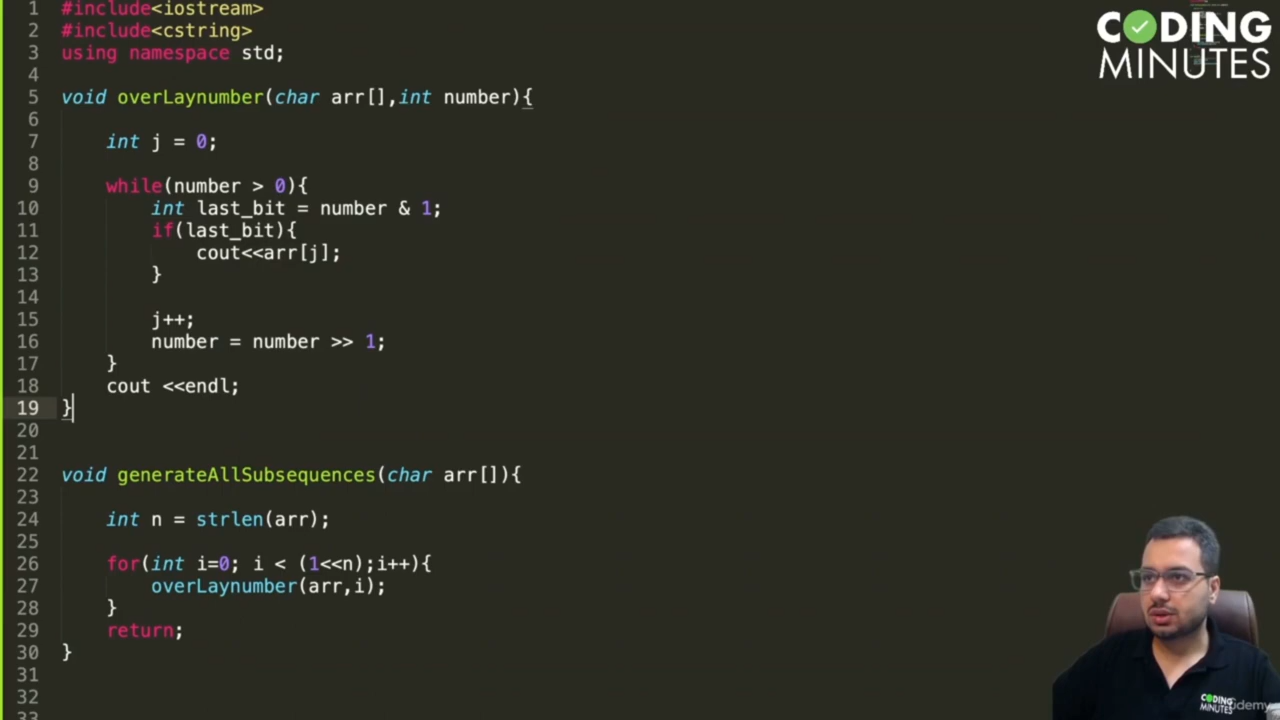 1 #include<iostream>
2 #include<cstring>
3 using namespace std;
4
5 void overLaynumber(char arr[],int number){
6
7 int j = 0;
8
9 while(number > 0){
10 int last_bit = number & 1;
11 if(last_bit){
12 cout<<arr[j];
13 }
14
15 j++;
16 number = number >> 1;
17 }
18 cout <<endl;
19 }
20
21
22 void generateAllSubsequences(char arr[]){
23
24 int n = strlen(arr);
25
26 for(int i=0; i < (1<<n);i++){
27 overLaynumber(arr,i);
28 }
29 return;
30 }
31
32
33
CODING
MINUTES
CODING
MINUTES
Udemy